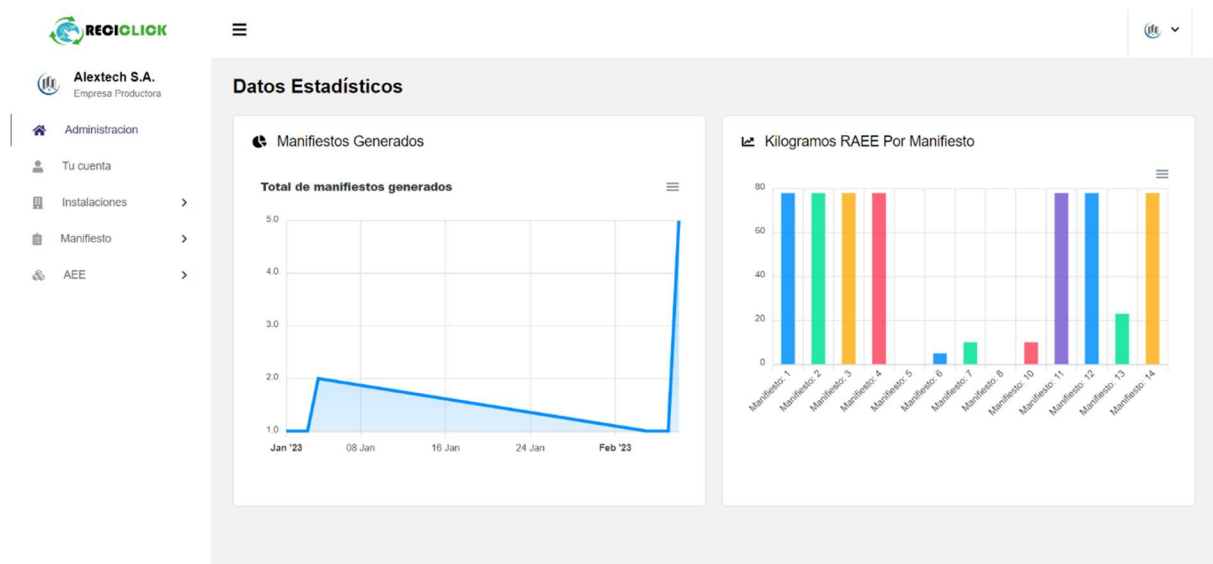 RECICLICK
Alextech S.A.
Empresa Productora
Administracion
Tu cuenta
Instalaciones
Manifiesto
AEE
Datos Estadísticos
Manifiestos Generados
Total de manifiestos generados
5.0
4.0
3.0
2.0
1.0
Jan '23 08 Jan 16 Jan 24 Jan Feb '23
Kilogramos RAEE Por Manifiesto
80
60
40
20
0
Manifiesto: 1
Manifiesto: 2
Manifiesto: 3
Manifiesto: 4
Manifiesto: 5
Manifiesto: 6
Manifiesto: 7
Manifiesto: 8
Manifiesto: 10
Manifiesto: 11
Manifiesto: 12
Manifiesto: 13
Manifiesto: 14